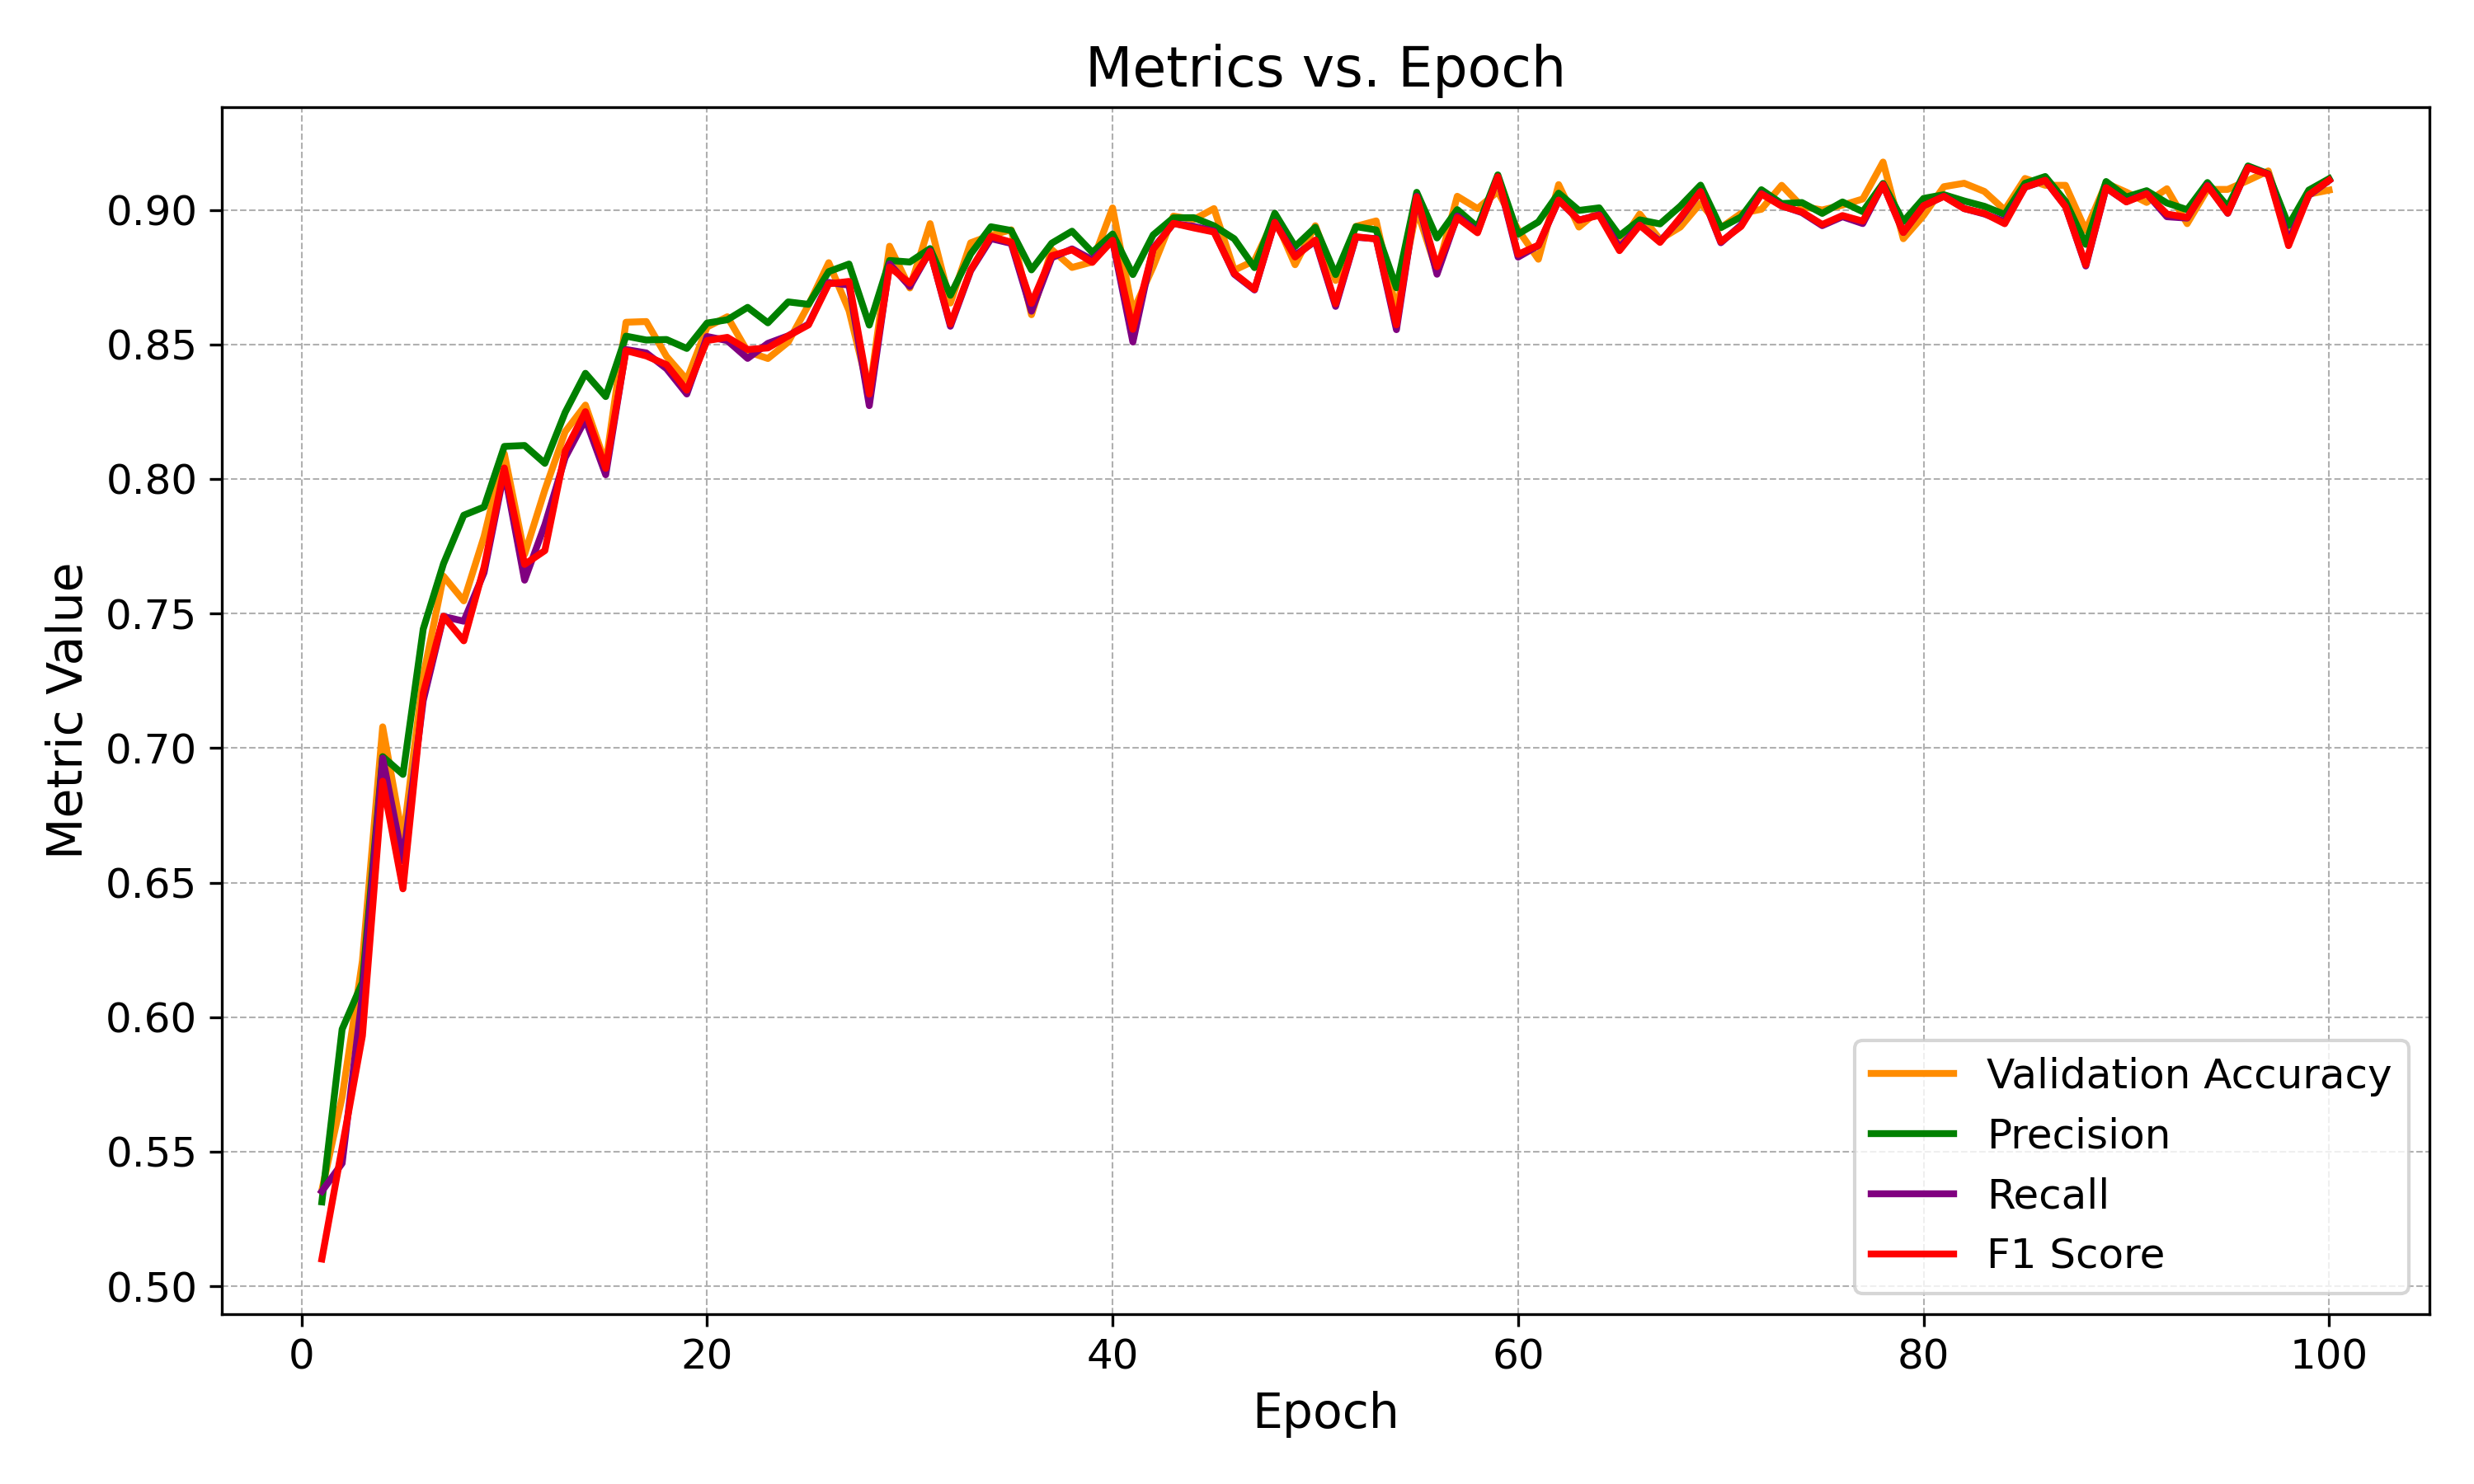 Metrics vs. Epoch
Metric Value
0.90
0.85
0.80
0.75
0.70
0.65
0.60
0.55
0.50
0 20 40 60 80 100
Epoch
Validation Accuracy
Precision
Recall
F1 Score